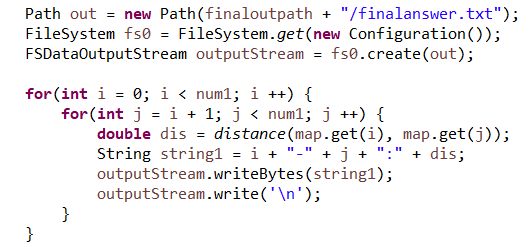 Path out = new Path(finaloutpath + "/finalanswer.txt");
FileSystem fs0 = FileSystem.get(new Configuration());
FSDataOutputStream outputStream = fs0.create(out);

for(int i = 0; i < num1; i ++) {
    for(int j = i + 1; j < num1; j ++) {
        double dis = distance(map.get(i), map.get(j));
        String string1 = i + "-" + j + ":" + dis;
        outputStream.writeBytes(string1);
        outputStream.write('\n');
    }
}